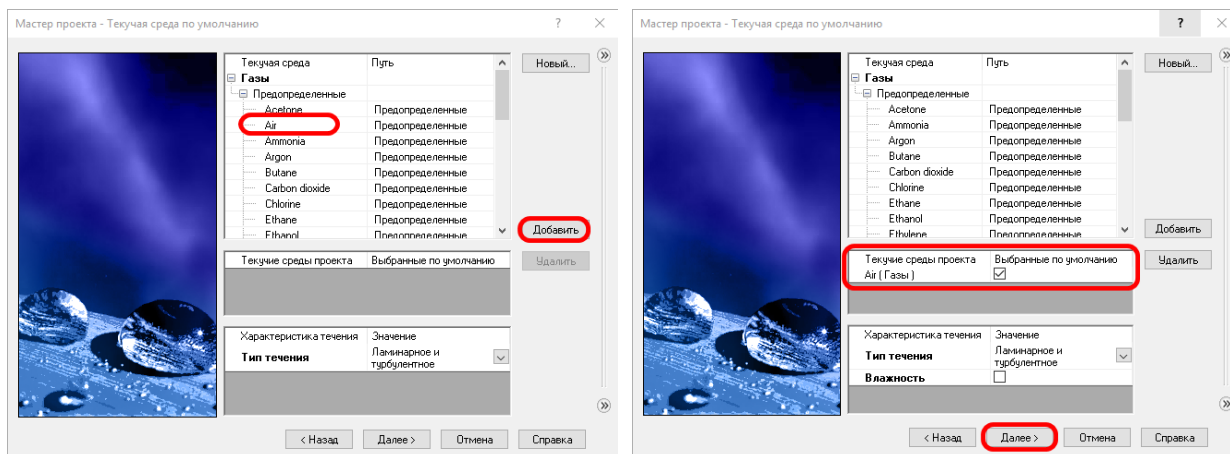 Мастер проекта - Текучая среда по умолчанию ?
Текучая среда Путь
Газы
Предопределенные
Acetone Предопределенные
Air Предопределенные
Ammonia Предопределенные
Argon Предопределенные
Butane Предопределенные
Carbon dioxide Предопределенные
Chlorine Предопределенные
Ethane Предопределенные
Ethanol Предопределенные
Новый...
Добавить
Текучие среды проекта Выбранные по умолчанию
Удалить
Характеристика течения Значение
Тип течения Ламинарное и
турбулентное
< Назад Далее > Отмена Справка
Мастер проекта - Текучая среда по умолчанию ?
Текучая среда Путь
Газы
Предопределенные
Acetone Предопределенные
Ammonia Предопределенные
Argon Предопределенные
Butane Предопределенные
Carbon dioxide Предопределенные
Chlorine Предопределенные
Ethane Предопределенные
Ethanol Предопределенные
Ethylene Предопределенные
Новый...
Добавить
Текучие среды проекта Выбранные по умолчанию
Air ( Газы )
Удалить
Характеристика течения Значение
Тип течения Ламинарное и
турбулентное
Влажность
< Назад Далее > Отмена Справка